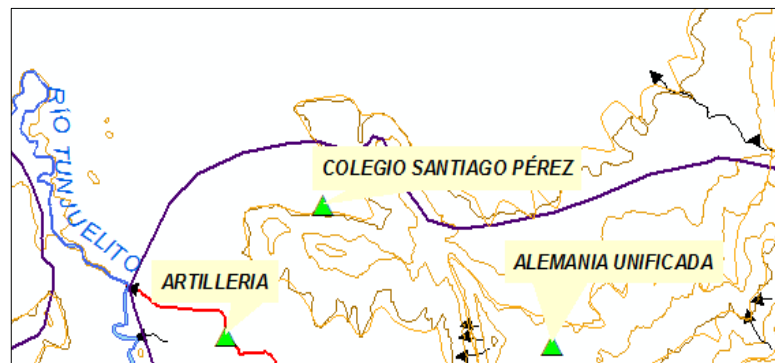 RÍO TUNJUELITO
COLEGIO SANTIAGO PÉREZ
ALEMANIA UNIFICADA
ARTILLERIA